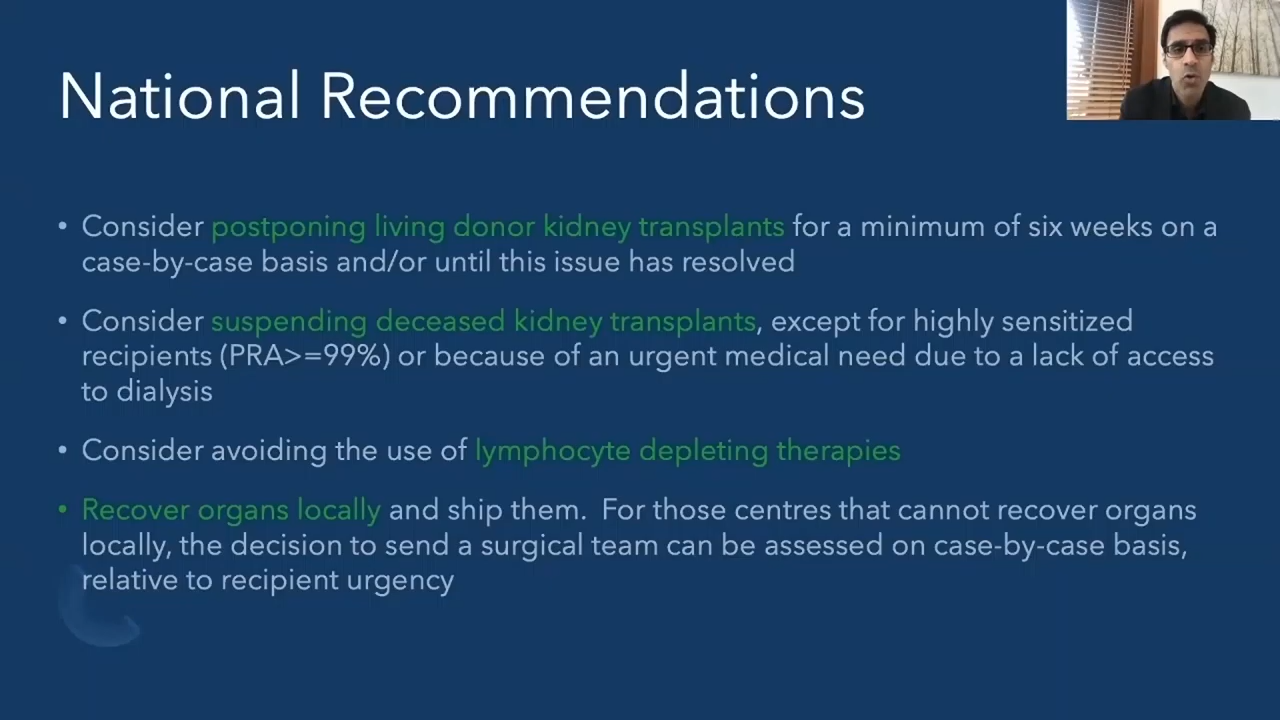 National Recommendations
• Consider postponing living donor kidney transplants for a minimum of six weeks on a
case-by-case basis and/or until this issue has resolved
• Consider suspending deceased kidney transplants, except for highly sensitized
recipients (PRA>=99%) or because of an urgent medical need due to a lack of access
to dialysis
• Consider avoiding the use of lymphocyte depleting therapies
• Recover organs locally and ship them.  For those centres that cannot recover organs
locally, the decision to send a surgical team can be assessed on case-by-case basis,
relative to recipient urgency